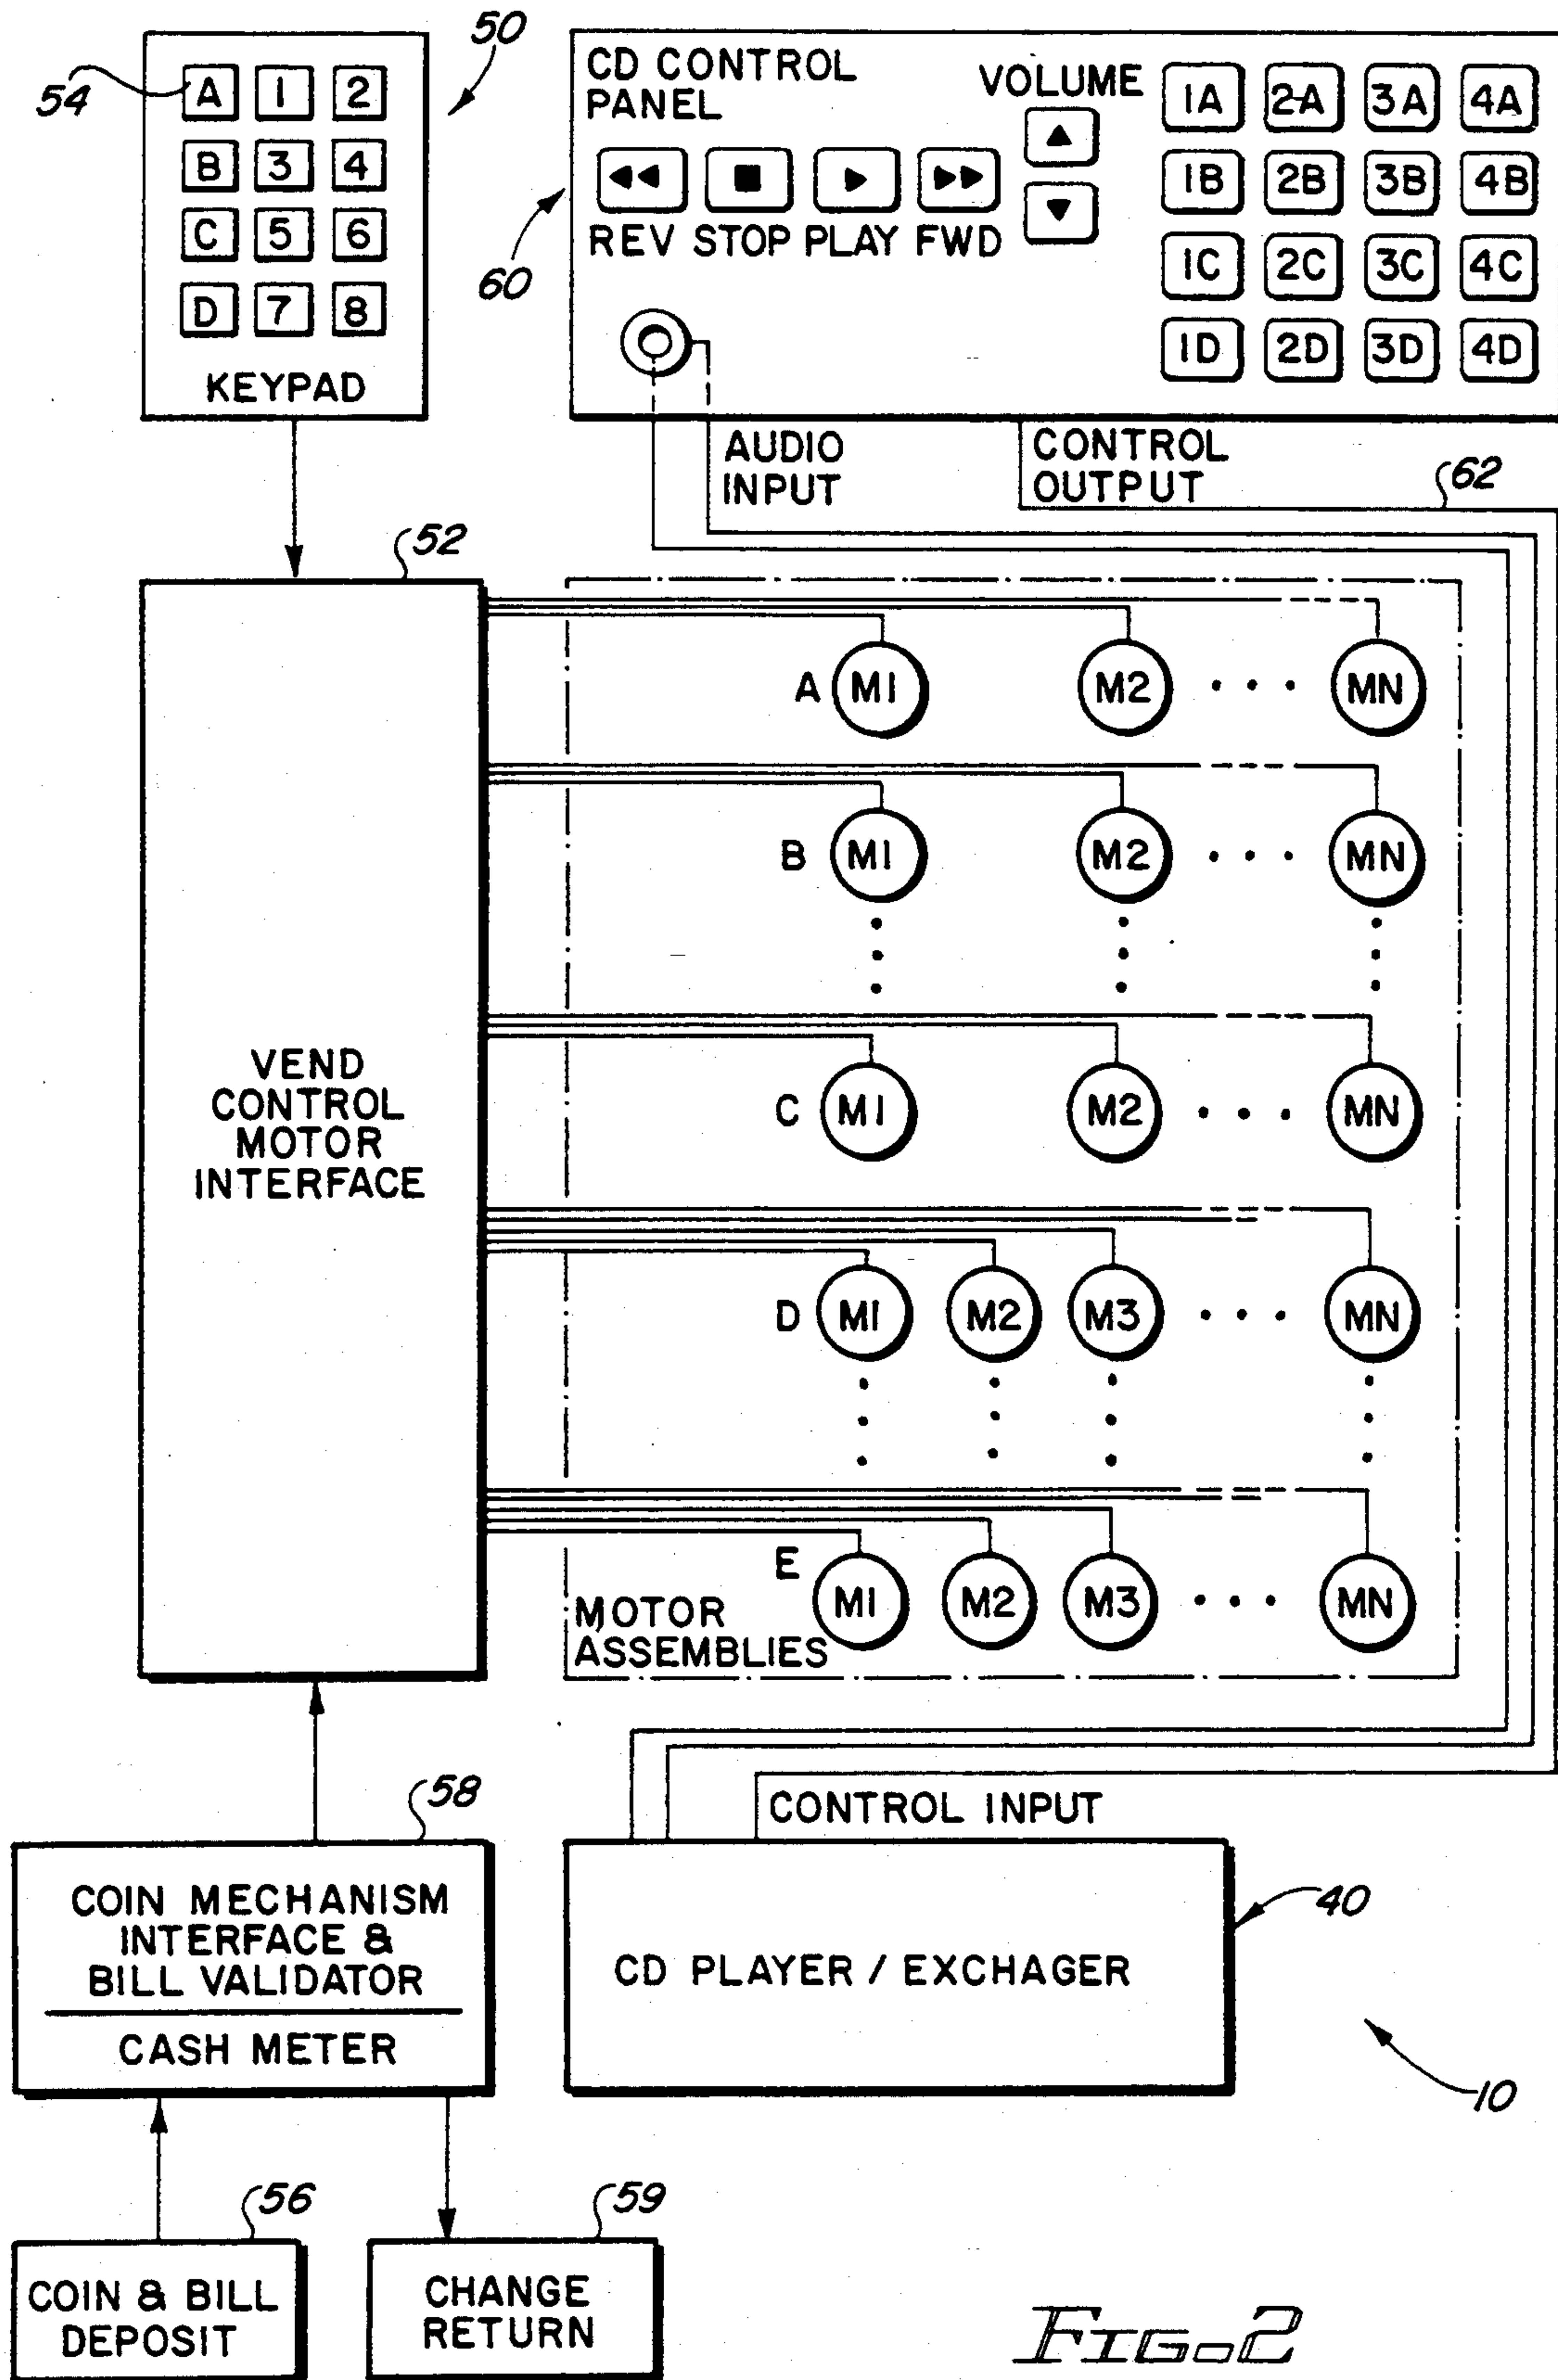 50
54
A 1 2
B 3 4
C 5 6
D 7 8
KEYPAD
CD CONTROL
PANEL
VOLUME
REV STOP PLAY FWD
60
1A 2A 3A 4A
1B 2B 3B 4B
1C 2C 3C 4C
1D 2D 3D 4D
AUDIO
INPUT
CONTROL
OUTPUT
62
52
VEND
CONTROL
MOTOR
INTERFACE
A M1 M2 . . . MN
B M1 M2 . . . MN
C M1 M2 . . . MN
D M1 M2 M3 . . . MN
E M1 M2 M3 . . . MN
MOTOR
ASSEMBLIES
CONTROL INPUT
58
COIN MECHANISM
INTERFACE &
BILL VALIDATOR
CASH METER
40
CD PLAYER / EXCHAGER
10
56
COIN & BILL
DEPOSIT
59
CHANGE
RETURN
FIG. 2